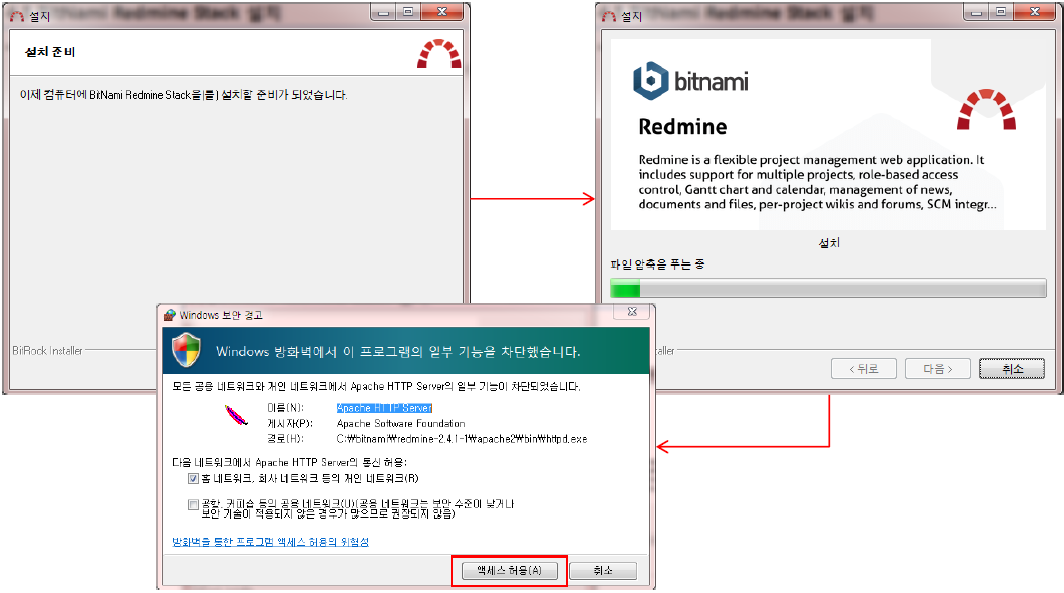 설치
설치 준비
이제 컴퓨터에 BitNami Redmine Stack을(를) 설치할 준비가 되었습니다.
BitRock Installer
설치
bitnami
Redmine
Redmine is a flexible project management web application. It
includes support for multiple projects, role-based access
control, Gantt chart and calendar, management of news,
documents and files, per-project wikis and forums, SCM integr...
설치
파일 압축을 푸는 중
aller
< 뒤로
다음 >
취소
Windows 보안 경고
Windows 방화벽에서 이 프로그램의 일부 기능을 차단했습니다.
모든 공용 네트워크와 개인 네트워크에서 Apache HTTP Server의 일부 기능이 차단되었습니다.
이름(N): Apache HTTP Server
게시자(P): Apache Software Foundation
경로(H): C:₩bitnami₩redmine-2.4.1-1₩apache2₩bin₩httpd.exe
다음 네트워크에서 Apache HTTP Server의 통신 허용:
홈 네트워크, 회사 네트워크 등의 개인 네트워크(R)
공항, 커피숍 등의 공용 네트워크(U)(공용 네트워크는 보안 수준이 낮거나
보안 기술이 적용되지 않은 경우가 많으므로 권장되지 않음)
방화벽을 통한 프로그램 액세스 허용의 위험성
액세스 허용(A)
취소